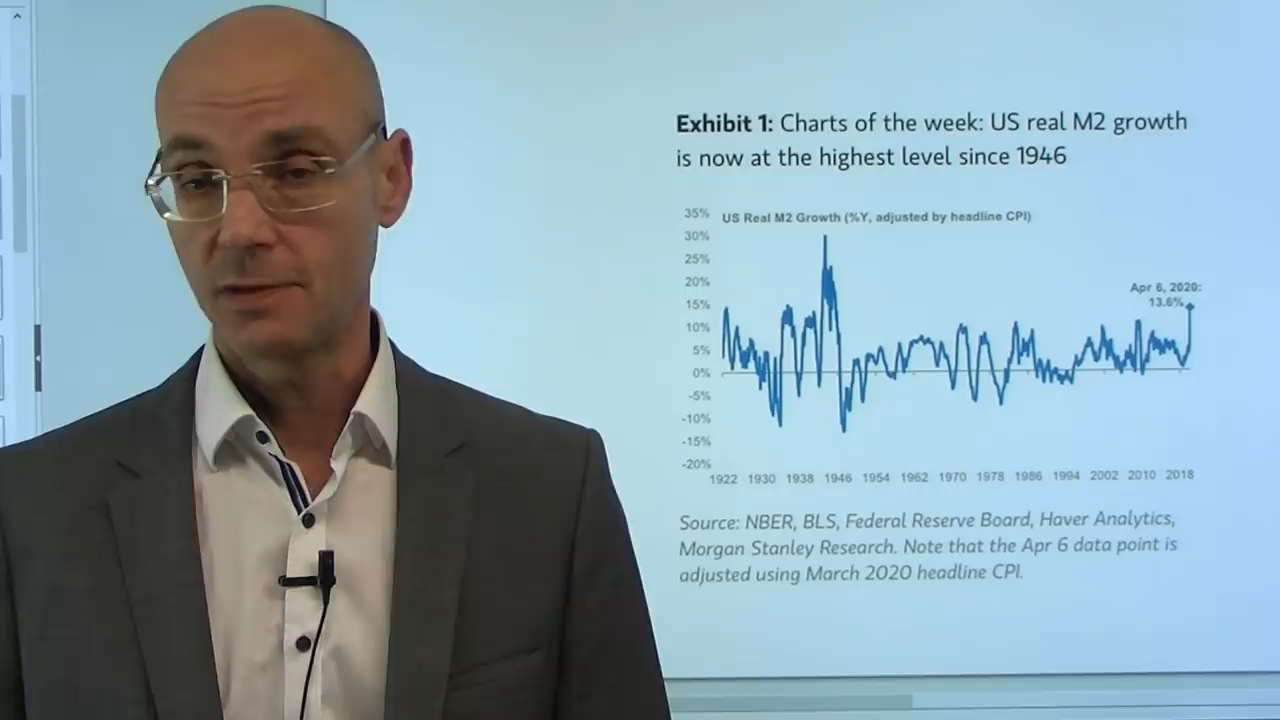 Exhibit 1: Charts of the week: US real M2 growth
is now at the highest level since 1946
35% US Real M2 Growth (%Y, adjusted by headline CPI)
30%
25%
20%
15%
10%
5%
0%
-5%
-10%
-15%
-20%
Apr 6, 2020:
13.6%
1922 1930 1938 1946 1954 1962 1970 1978 1986 1994 2002 2010 2018
Source: NBER, BLS, Federal Reserve Board, Haver Analytics,
Morgan Stanley Research. Note that the Apr 6 data point is
adjusted using March 2020 headline CPI.